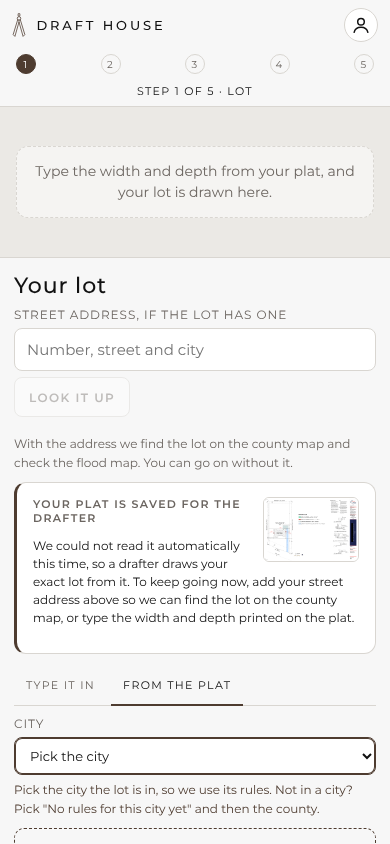 DRAFT HOUSE
1 2 3 4 5
STEP 1 OF 5 · LOT
Type the width and depth from your plat, and
your lot is drawn here.
Your lot
STREET ADDRESS, IF THE LOT HAS ONE
Number, street and city
LOOK IT UP
With the address we find the lot on the county map and
check the flood map. You can go on without it.
YOUR PLAT IS SAVED FOR THE
DRAFTER
We could not read it automatically
this time, so a drafter draws your
exact lot from it. To keep going now, add your street
address above so we can find the lot on the county
map, or type the width and depth printed on the plat.
TYPE IT IN FROM THE PLAT
CITY
Pick the city
Pick the city the lot is in, so we use its rules. Not in a city?
Pick "No rules for this city yet" and then the county.